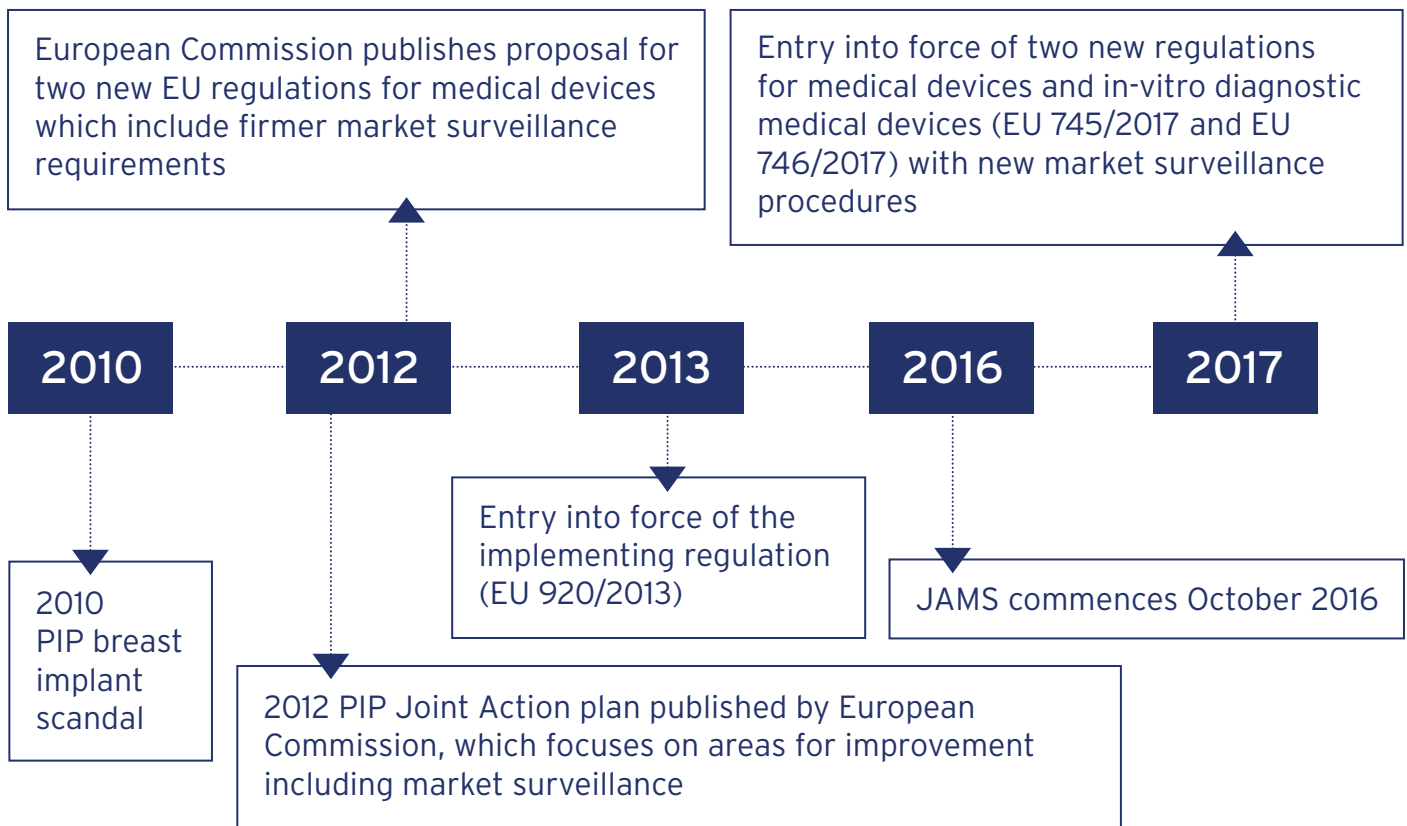 European Commission publishes proposal for
two new EU regulations for medical devices
which include firmer market surveillance
requirements
Entry into force of two new regulations
for medical devices and in-vitro diagnostic
medical devices (EU 745/2017 and EU
746/2017) with new market surveillance
procedures
2010
2012
2013
2016
2017
2010
PIP breast
implant
scandal
2012 PIP Joint Action plan published by European
Commission, which focuses on areas for improvement
including market surveillance
Entry into force of the
implementing regulation
(EU 920/2013)
JAMS commences October 2016